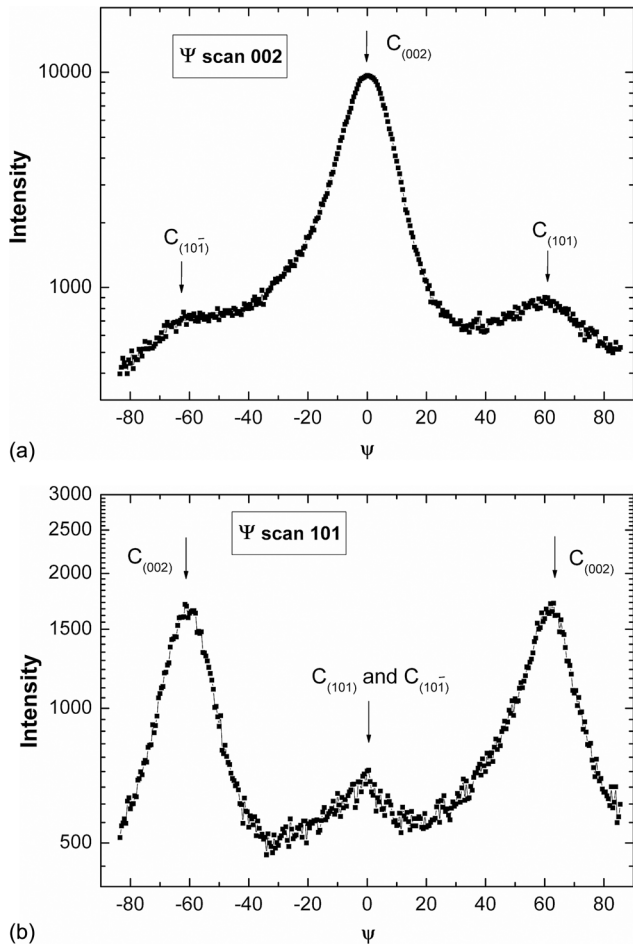 Ψ scan 002
C(002)
C(101̄)
C(101)
10000
1000
Intensity
-80 -60 -40 -20 0 20 40 60 80
ψ
(a)
Ψ scan 101
C(002)
C(002)
C(101) and C(101̄)
3000
2500
2000
1500
1000
500
Intensity
-80 -60 -40 -20 0 20 40 60 80
ψ
(b)